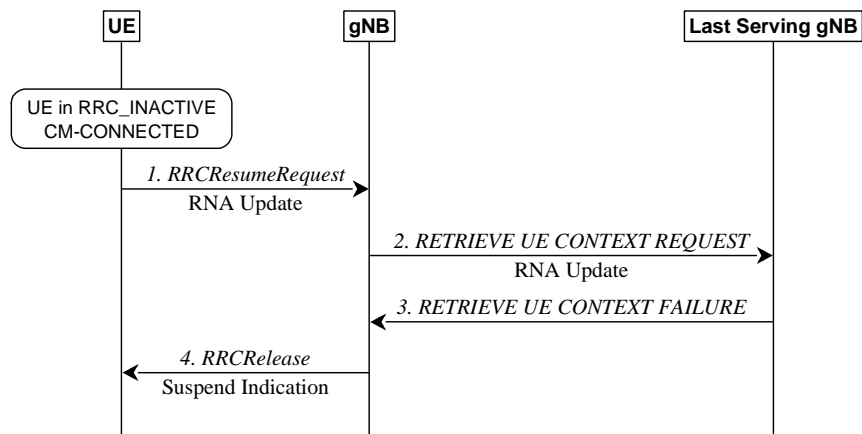 UE
gNB
Last Serving gNB
UE in RRC_INACTIVE
CM-CONNECTED
1. RRCResumeRequest
RNA Update
2. RETRIEVE UE CONTEXT REQUEST
RNA Update
3. RETRIEVE UE CONTEXT FAILURE
4. RRCRelease
Suspend Indication